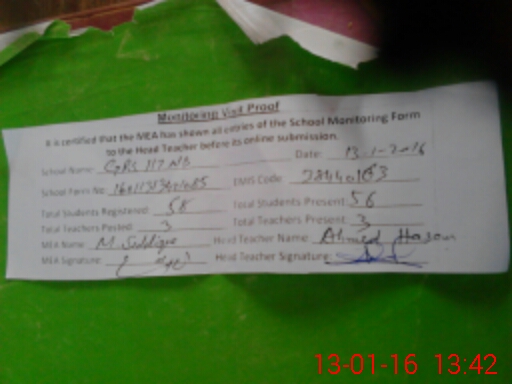 Monitoring Visit Proof
It is certified that the MEA has shown all entries of the School Monitoring Form
to the Head Teacher before its online submission.
School Name: GPS 117 NB Date: 13-1-2016
School Form No: EMIS Code:
Total Students Registered: 58 Total Students Present: 56
Total Teachers Posted: 3 Total Teachers Present: 3
MEA Name: M Siddique Head Teacher Name: Ahmed Hasan
MEA Signature: Head Teacher Signature:
13-01-16 13:42